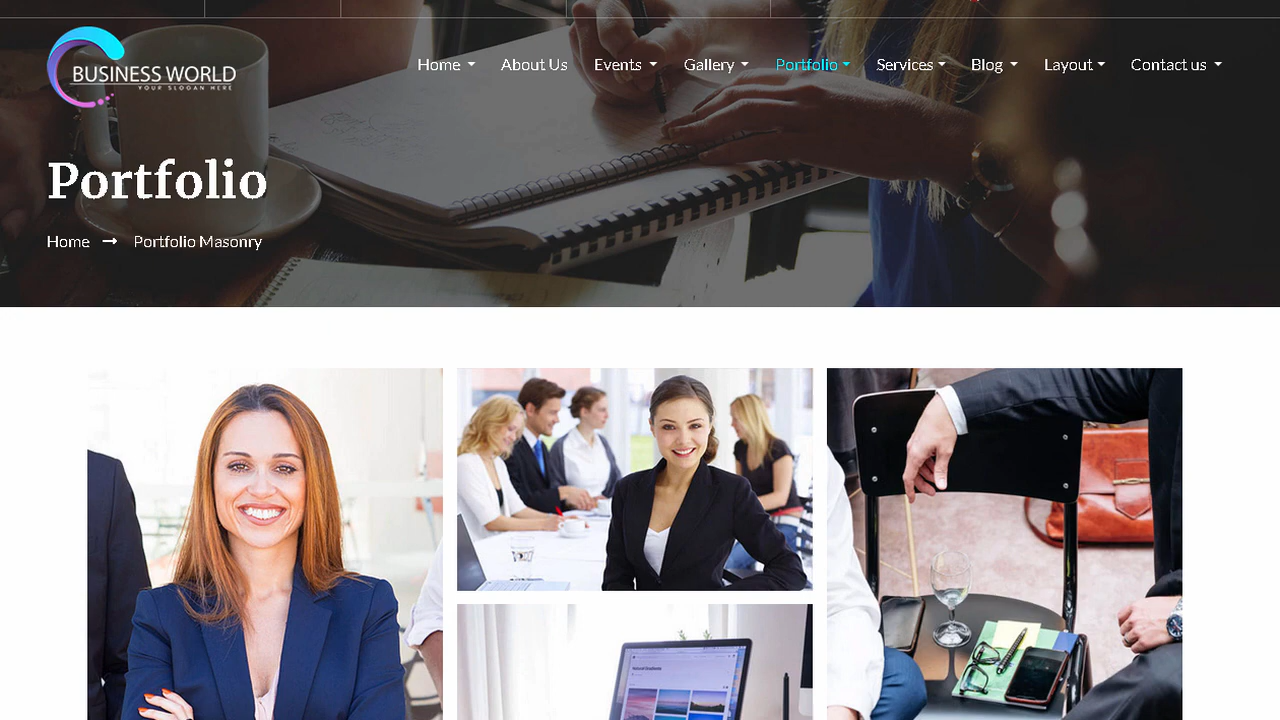 BUSINESS WORLD
YOUR SLOGAN HERE
Home About Us Events Gallery Portfolio Services Blog Layout Contact us
Portfolio
Home → Portfolio Masonry